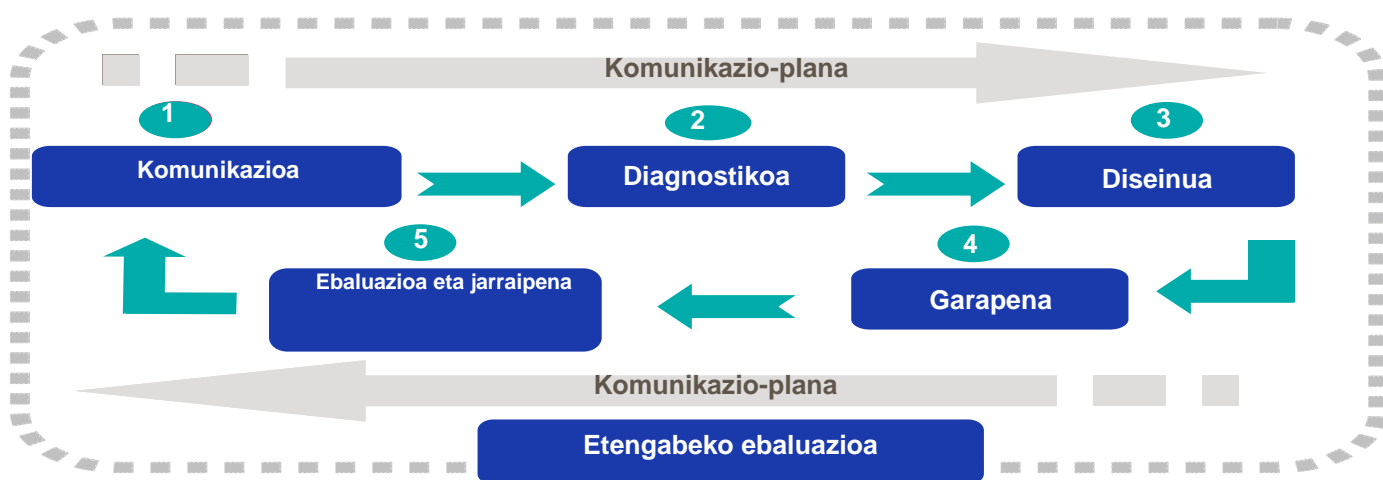 Komunikazio-plana
1
2
3
Komunikazioa
Diagnostikoa
Diseinua
5
4
Ebaluazioa eta jarraipena
Garapena
Komunikazio-plana
Etengabeko ebaluazioa